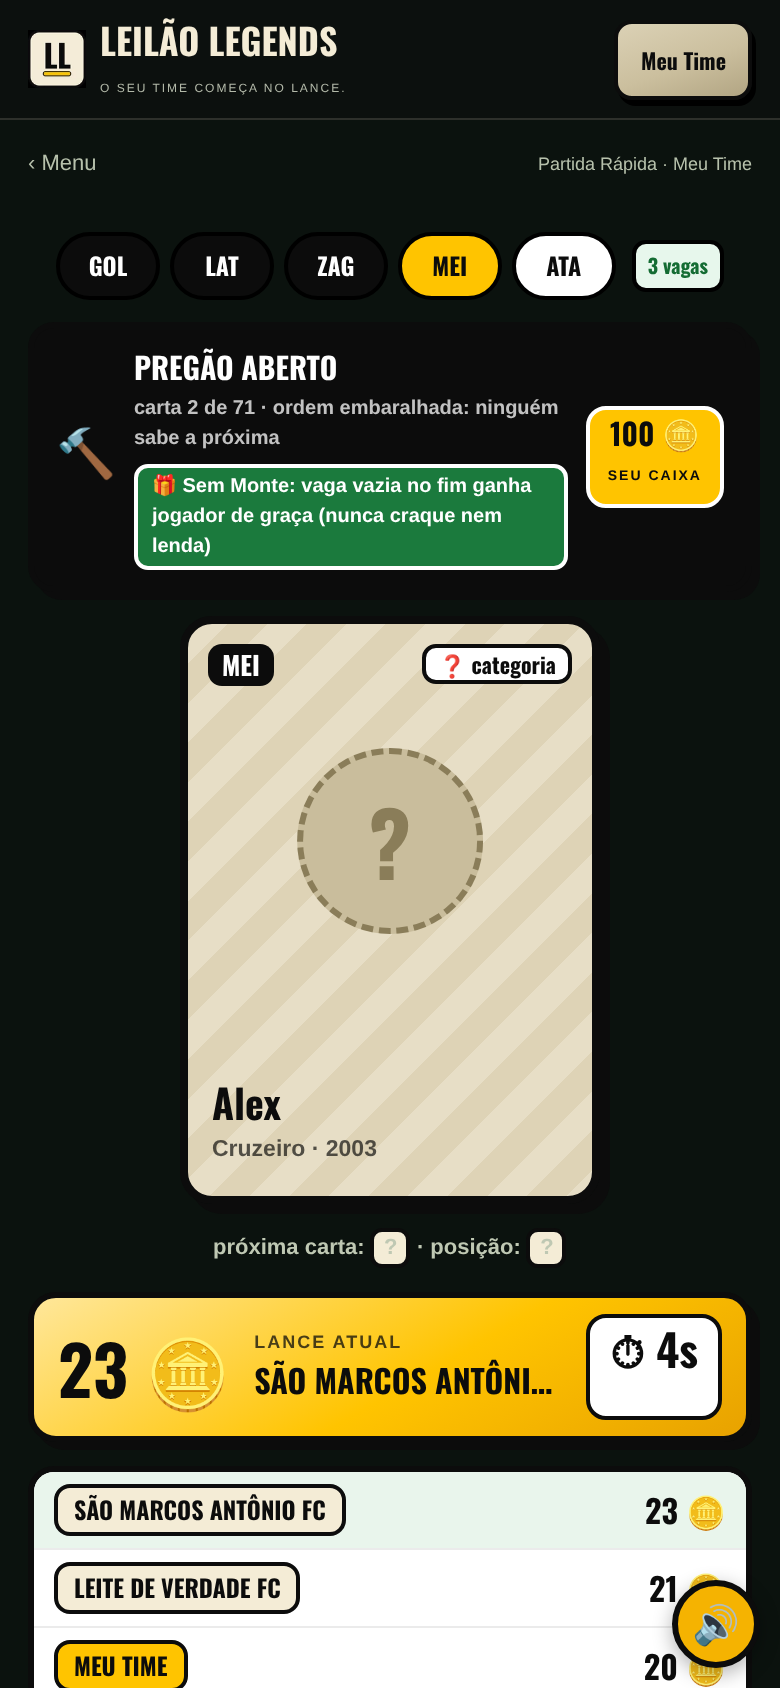 LL
LEILÃO LEGENDS
O SEU TIME COMEÇA NO LANCE.
Meu Time
‹ Menu
Partida Rápida · Meu Time
GOL
LAT
ZAG
MEI
ATA
3 vagas
PREGÃO ABERTO
carta 2 de 71 · ordem embaralhada: ninguém
sabe a próxima
🎁 Sem Monte: vaga vazia no fim ganha
jogador de graça (nunca craque nem
lenda)
100 🪙
SEU CAIXA
MEI
❓ categoria
?
Alex
Cruzeiro · 2003
próxima carta: ? · posição: ?
23 🪙
LANCE ATUAL
SÃO MARCOS ANTÔNI...
⏱ 4s
SÃO MARCOS ANTÔNIO FC
23 🪙
LEITE DE VERDADE FC
21 🪙
MEU TIME
20 🪙